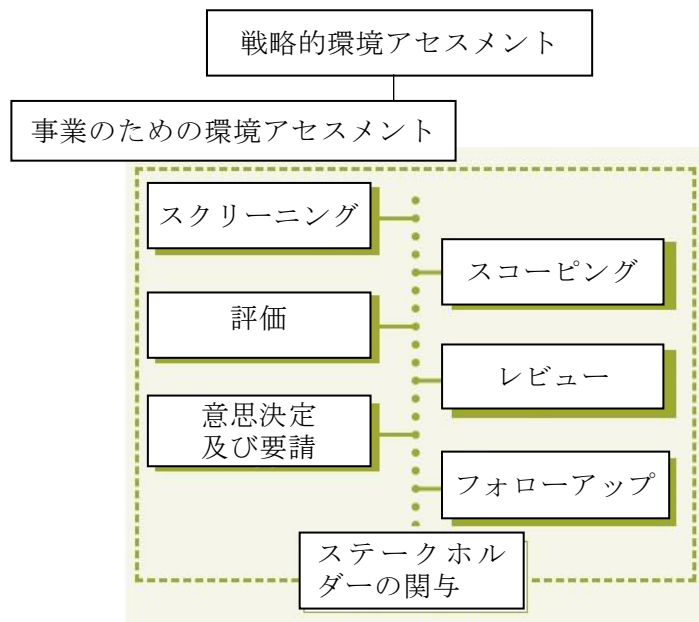 戦略的環境アセスメント
事業のための環境アセスメント
スクリーニング
スコーピング
評価
レビュー
意思決定
及び要請
フォローアップ
ステークホル
ダーの関与